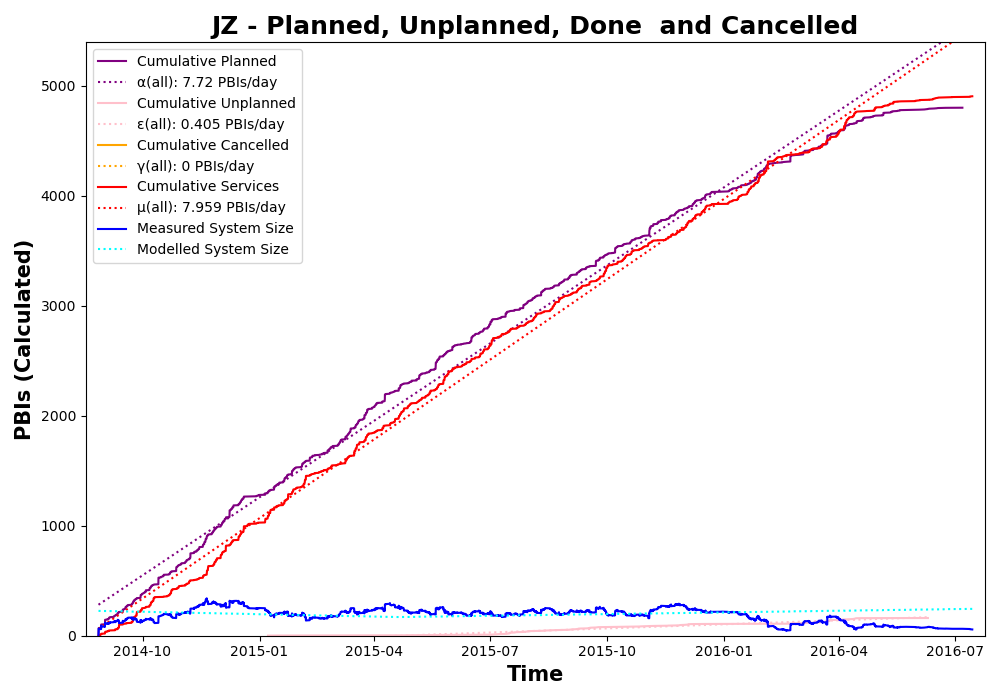 JZ - Planned, Unplanned, Done  and Cancelled
Cumulative Planned
α(all): 7.72 PBIs/day
Cumulative Unplanned
ε(all): 0.405 PBIs/day
Cumulative Cancelled
γ(all): 0 PBIs/day
Cumulative Services
μ(all): 7.959 PBIs/day
Measured System Size
Modelled System Size
PBIs (Calculated)
5000
4000
3000
2000
1000
0
2014-10 2015-01 2015-04 2015-07 2015-10 2016-01 2016-04 2016-07
Time